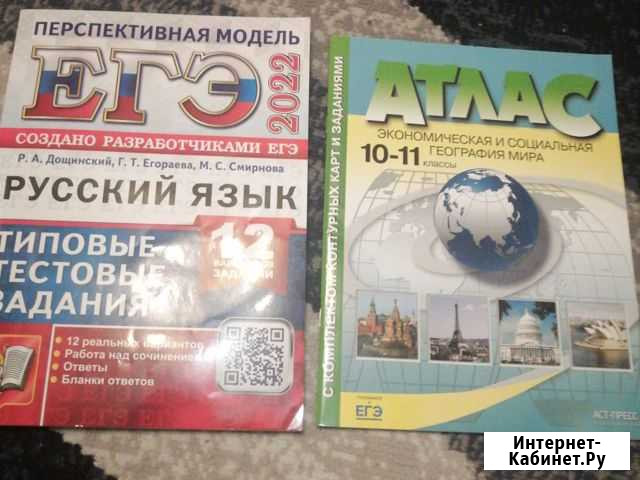 ПЕРСПЕКТИВНАЯ МОДЕЛЬ
ЕГЭ
2022
СОЗДАНО РАЗРАБОТЧИКАМИ ЕГЭ
Р. А. Дощинский, Г. Т. Егораева, М. С. Смирнова
РУССКИЙ ЯЗЫК
ТИПОВЫЕ
ТЕСТОВЫЕ
ЗАДАНИЯ
12
ВАРИАНТОВ
ЗАДАНИЙ
• 12 реальных вариантов
• Работа над сочинением
• Ответы
• Бланки ответов
С КОМПЛЕКТОМ КОНТУРНЫХ КАРТ И ЗАДАНИЯМИ
АТЛАС
ЭКОНОМИЧЕСКАЯ И СОЦИАЛЬНАЯ
ГЕОГРАФИЯ МИРА
10-11 КЛАССЫ
ЕГЭ
АСТ-ПРЕСС
Интернет-
Кабинет.Ру